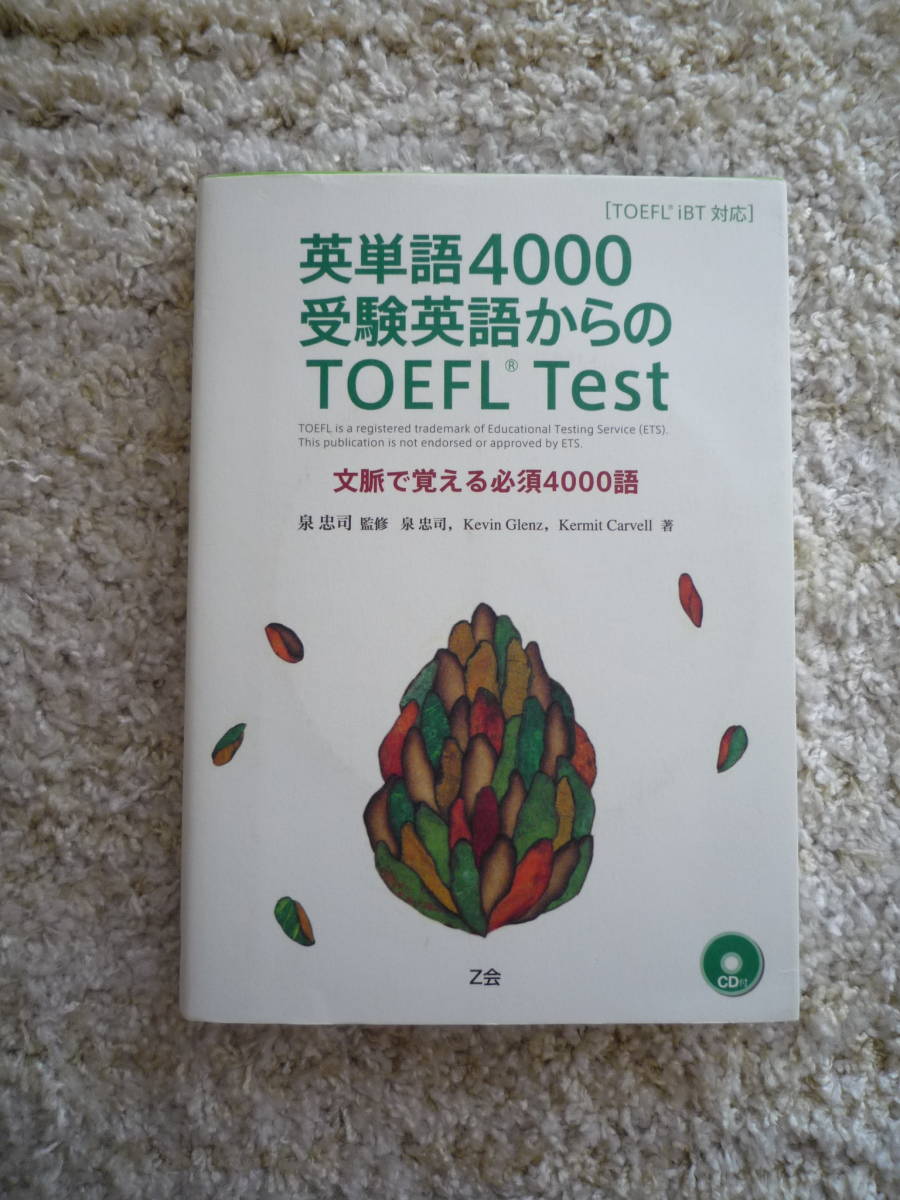 [TOEFL® iBT 対応]
英単語4000
受験英語からの
TOEFL® Test
TOEFL is a registered trademark of Educational Testing Service (ETS).
This publication is not endorsed or approved by ETS.
文脈で覚える必須4000語
泉 忠司 監修 泉 忠司, Kevin Glenz, Kermit Carvell 著
Z会
CD付